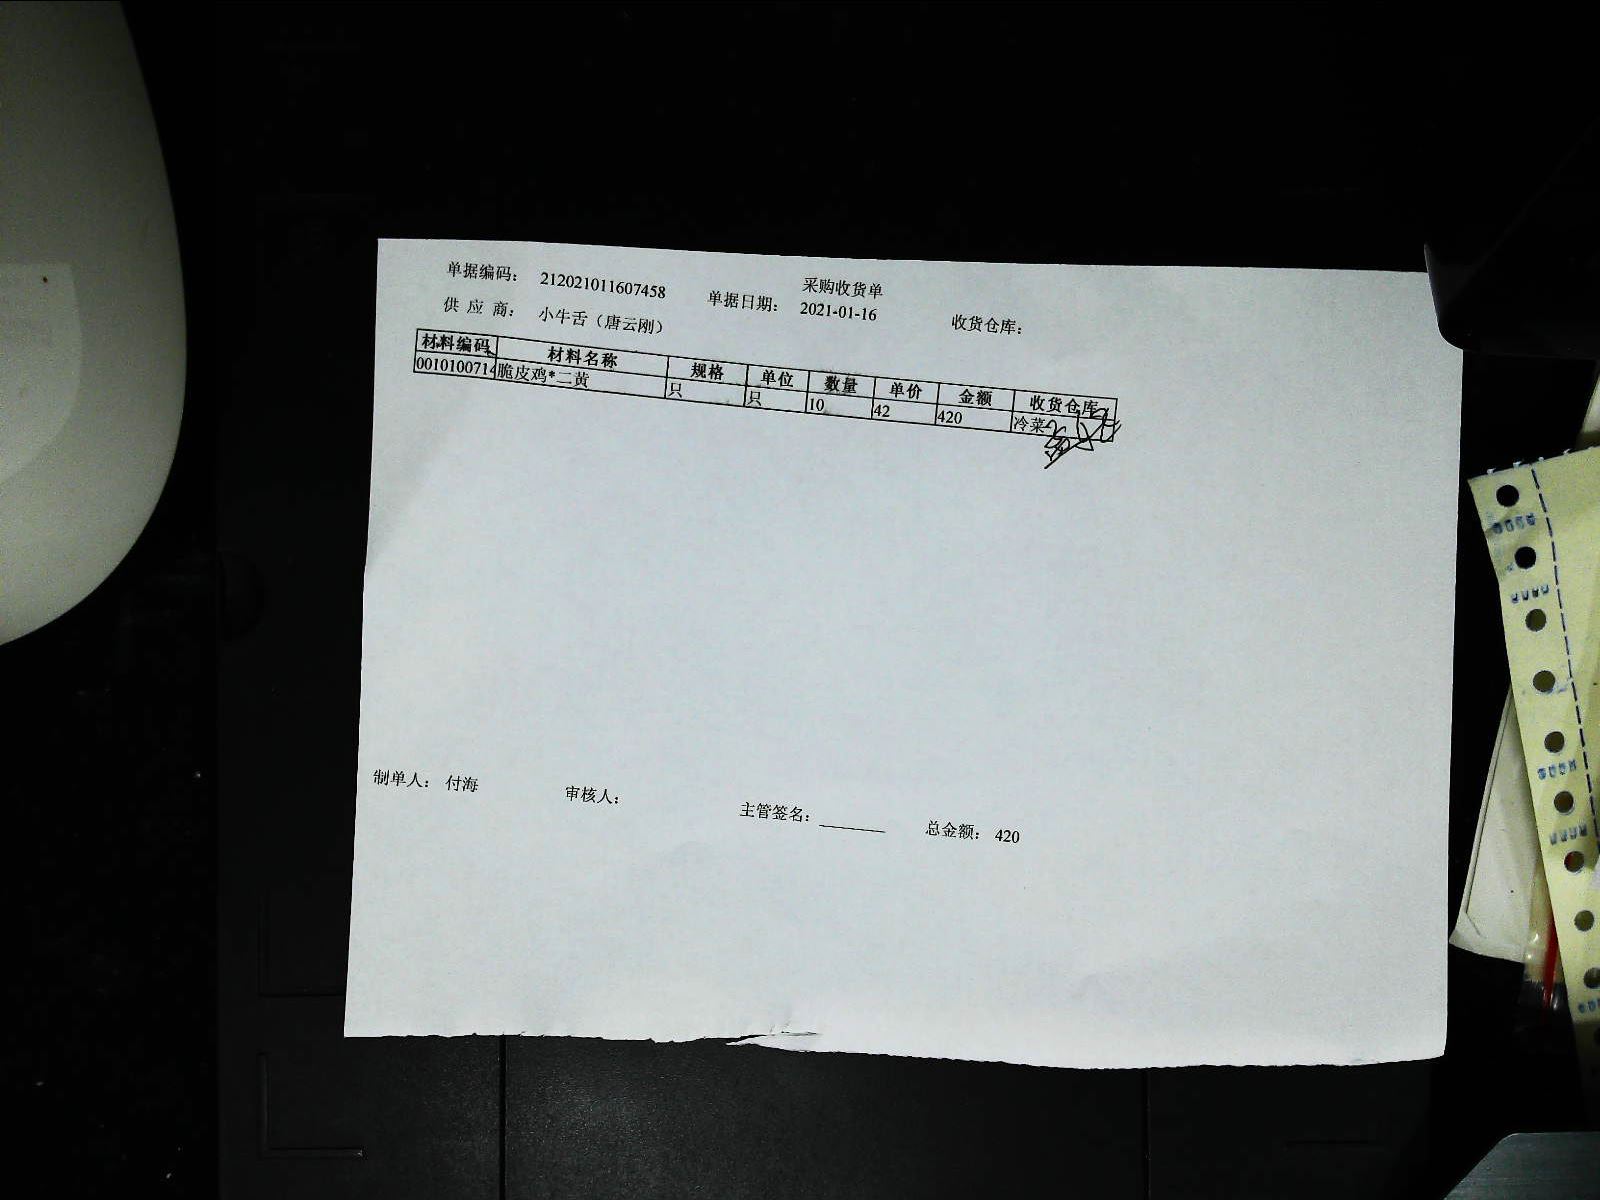 采购收货单
单据编码: 212021011607458 单据日期: 2021-01-16 收货仓库:
供 应 商: 小牛舌（唐云刚）
材料编码 材料名称 规格 单位 数量 单价 金额 收货仓库
0010100714 脆皮鸡*二黄 只 只 10 42 420 冷菜
制单人: 付海 审核人: 主管签名: ________ 总金额: 420